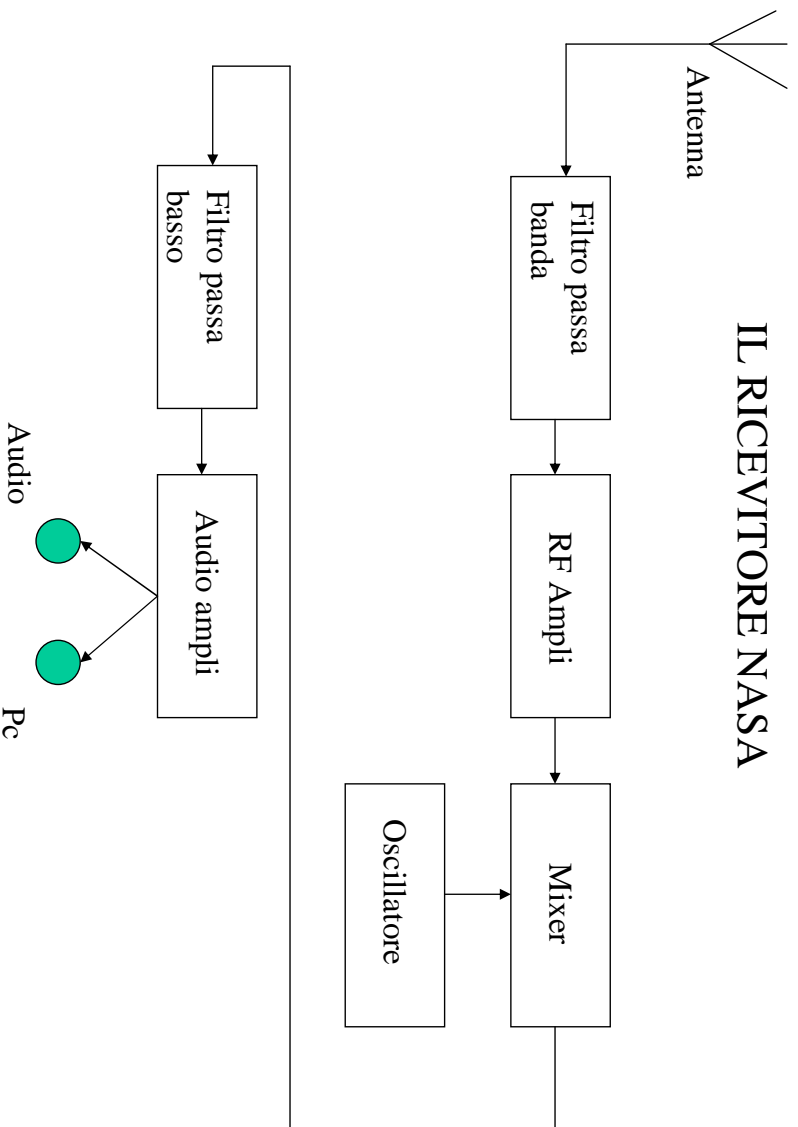 IL RICEVITORE NASA
Antenna
Filtro passa
banda
RF Ampli
Mixer
Oscillatore
Filtro passa
basso
Audio ampli
Audio
Pc